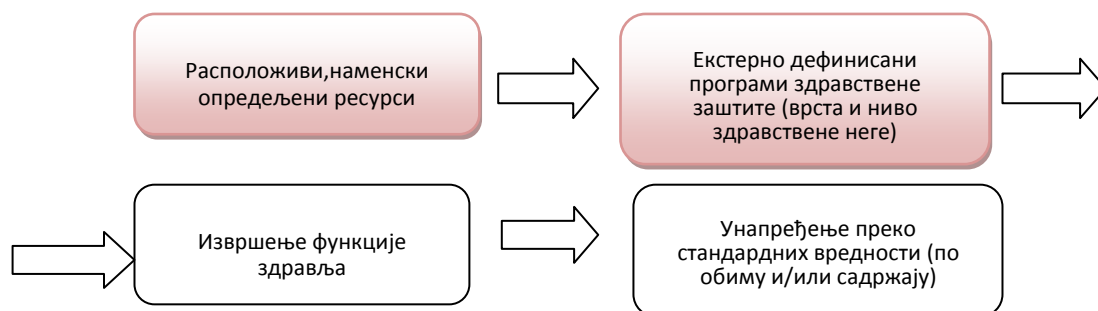 Расположиви,наменски
опредељени ресурси
Екстерно дефинисани
програми здравствене
заштите (врста и ниво
здравствене неге)
Извршење функције
здравља
Унапређење преко
стандардних вредности (по
обиму и/или садржају)